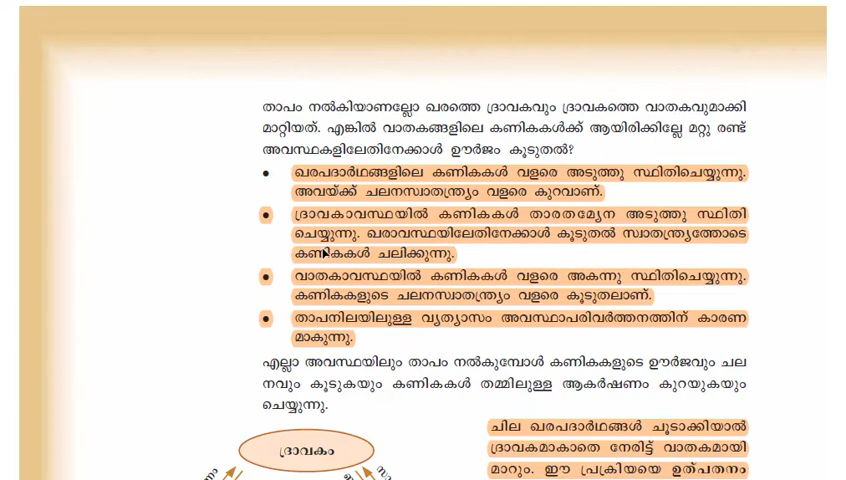 താപം നൽകിയാണല്ലോ ഖരത്തെ ദ്രാവകവും ദ്രാവകത്തെ വാതകവുമാക്കി
മാറ്റിയത്. എങ്കിൽ വാതകങ്ങളിലെ കണികകൾക്ക് ആയിരിക്കില്ലേ മറ്റു രണ്ട്
അവസ്ഥകളിലേതിനേക്കാൾ ഊർജം കൂടുതൽ?
• ഖരപദാർഥങ്ങളിലെ കണികകൾ വളരെ അടുത്തു സ്ഥിതിചെയ്യുന്നു.
അവയ്ക്ക് ചലനസ്വാതന്ത്ര്യം വളരെ കുറവാണ്.
• ദ്രാവകാവസ്ഥയിൽ കണികകൾ താരതമ്യേന അടുത്തു സ്ഥിതി
ചെയ്യുന്നു. ഖരാവസ്ഥയിലേതിനേക്കാൾ കൂടുതൽ സ്വാതന്ത്ര്യത്തോടെ
കണികകൾ ചലിക്കുന്നു.
• വാതകാവസ്ഥയിൽ കണികകൾ വളരെ അകന്നു സ്ഥിതിചെയ്യുന്നു.
കണികകളുടെ ചലനസ്വാതന്ത്ര്യം വളരെ കൂടുതലാണ്.
• താപനിലയിലുള്ള വ്യത്യാസം അവസ്ഥാപരിവർത്തനത്തിന് കാരണ
മാകുന്നു.
എല്ലാ അവസ്ഥയിലും താപം നൽകുമ്പോൾ കണികകളുടെ ഊർജവും ചല
നവും കൂടുകയും കണികകൾ തമ്മിലുള്ള ആകർഷണം കുറയുകയും
ചെയ്യുന്നു.
ചില ഖരപദാർഥങ്ങൾ ചൂടാക്കിയാൽ
ദ്രാവകമാകാതെ നേരിട്ട് വാതകമായി
മാറും. ഈ പ്രക്രിയയെ ഉത്പതനം
ദ്രാവകം